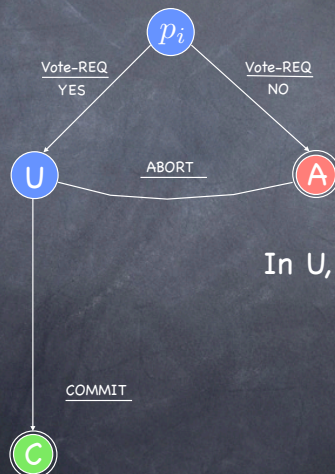 p_i
Vote-REQ
YES
Vote-REQ
NO
U
ABORT
A
In U,
COMMIT
C